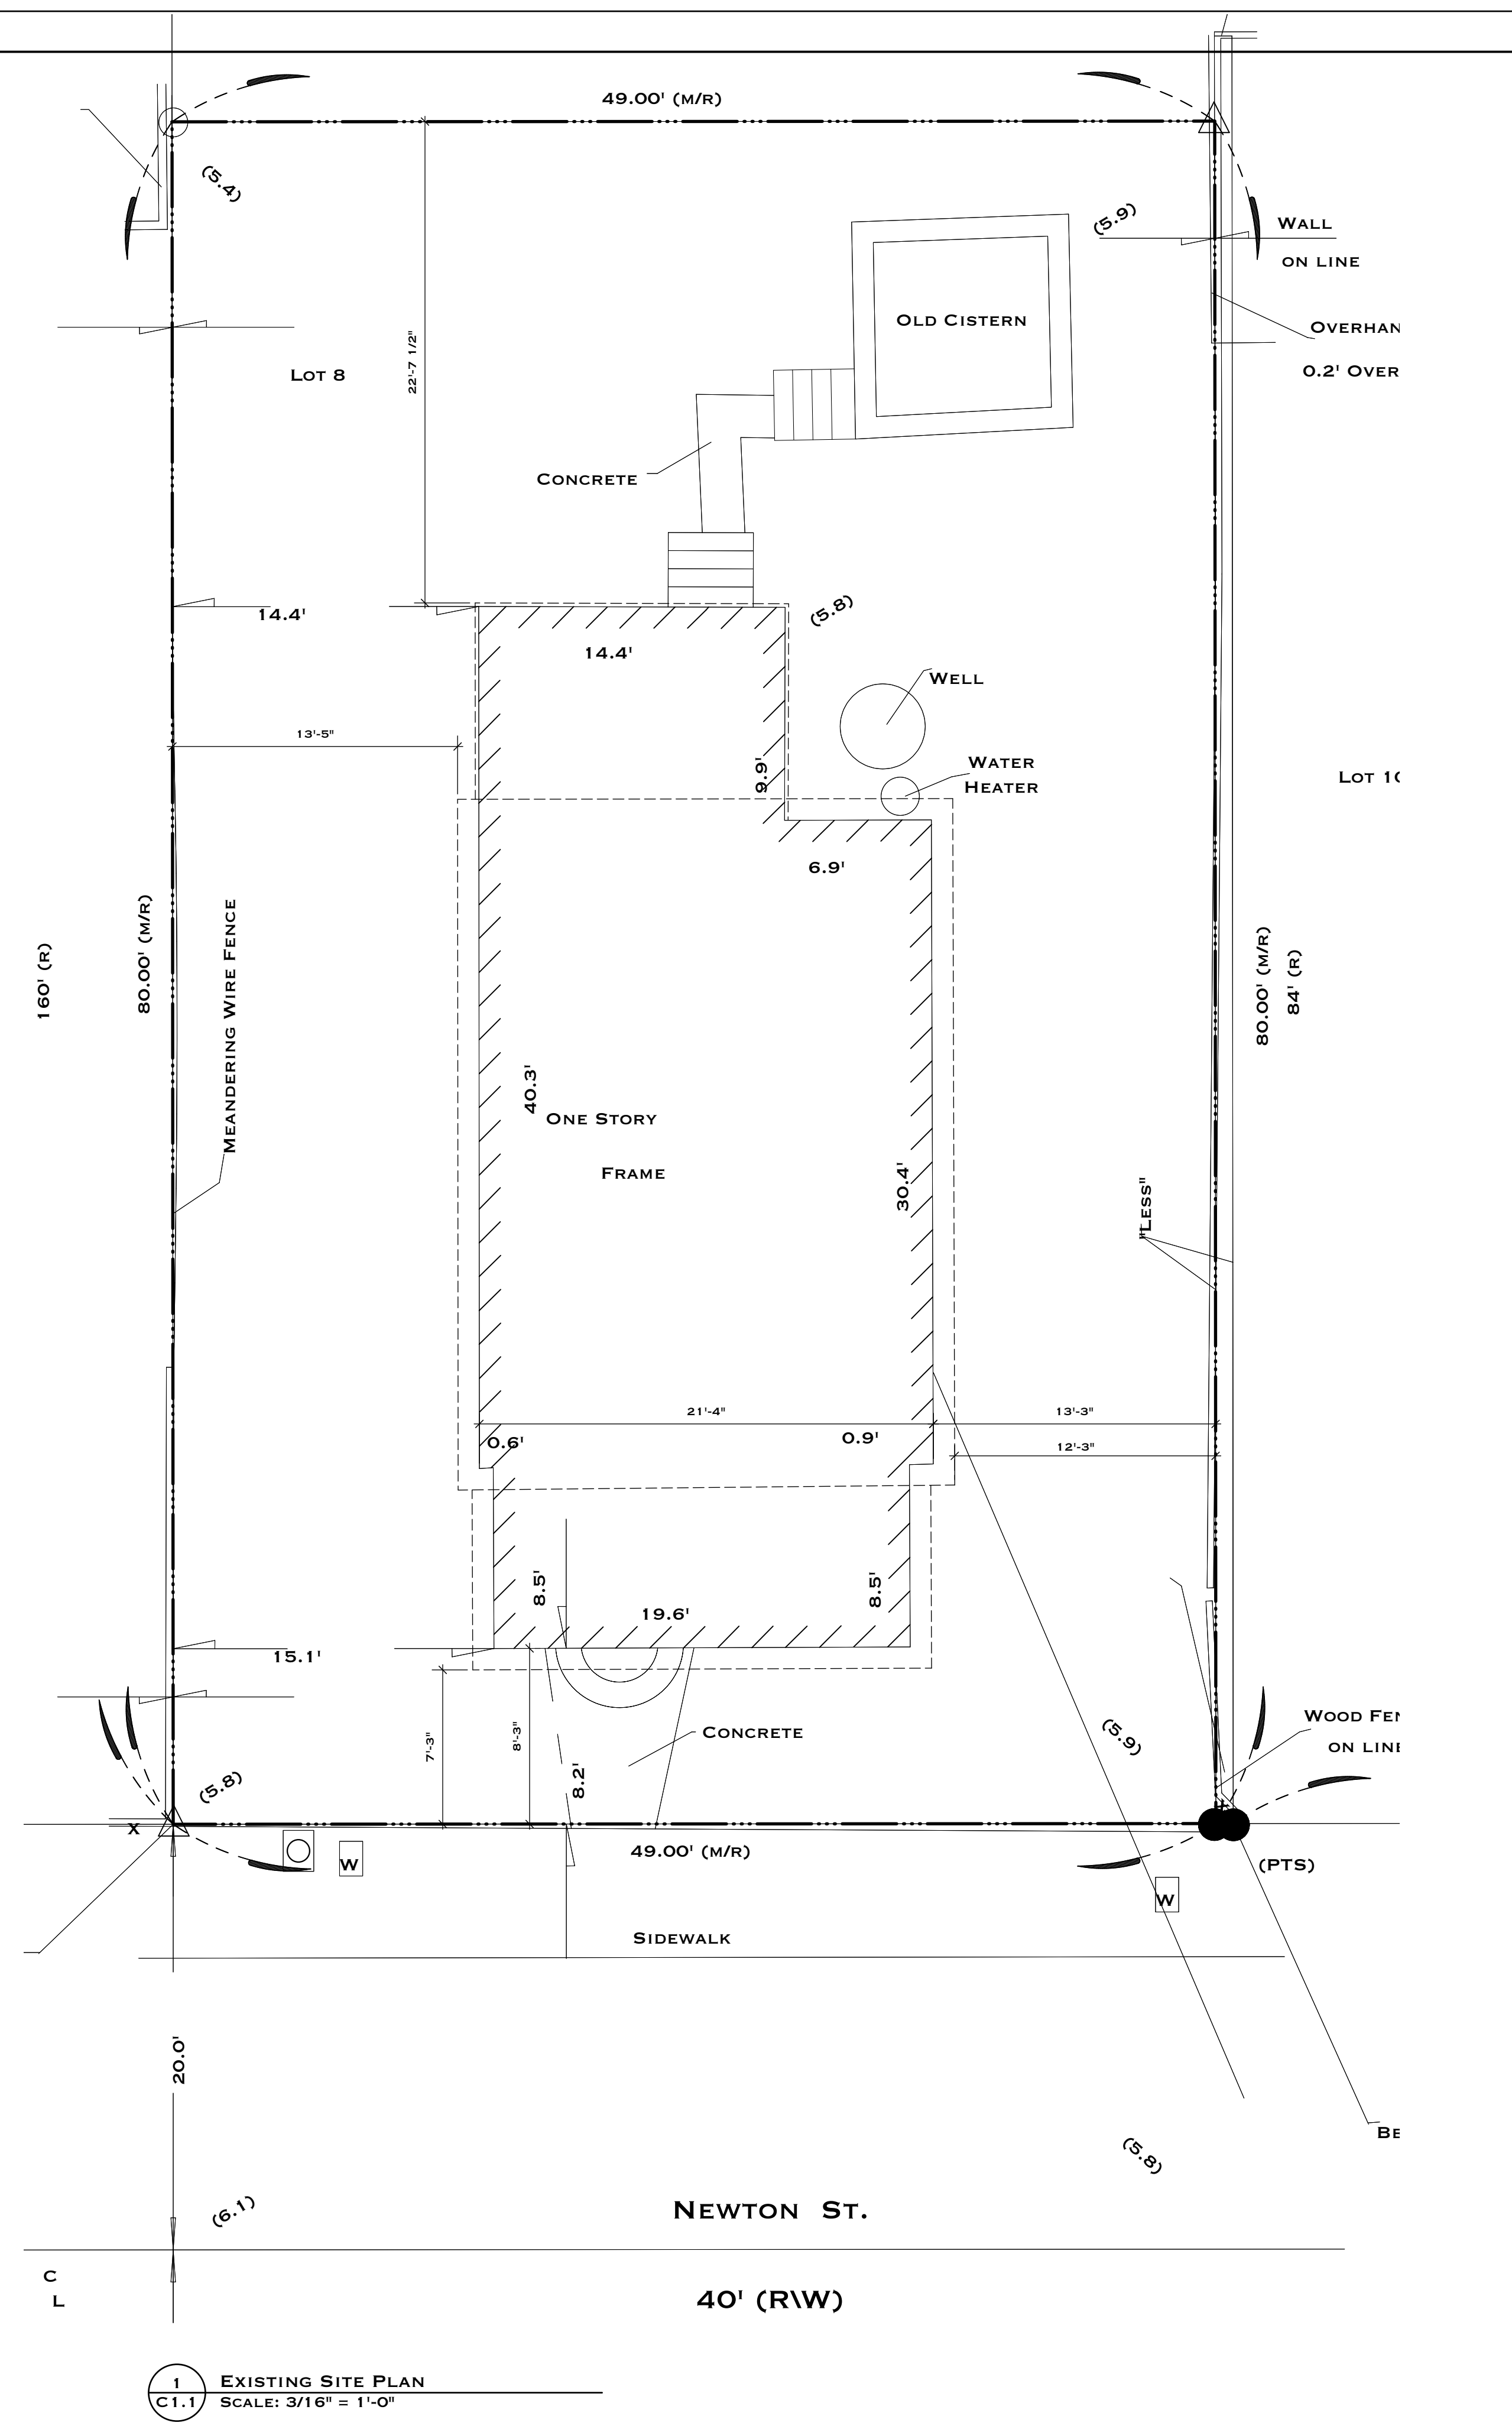 49.00' (M/R)
(5.4)
(5.9)
WALL
ON LINE
OLD CISTERN
OVERHAN
22'-7 1/2"
LOT 8
0.2' OVER
CONCRETE
14.4'
(5.8)
14.4'
WELL
13'-5"
9.9'
WATER
HEATER
LOT 10
6.9'
160' (R)
80.00' (M/R)
MEANDERING WIRE FENCE
80.00' (M/R)
84' (R)
40.3'
ONE STORY
FRAME
30.4'
"LESS"
21'-4"
13'-3"
0.6'
0.9'
12'-3"
8.5'
8.5'
19.6'
15.1'
WOOD FEN
ON LINE
7'-3"
8'-3"
CONCRETE
(5.9)
8.2'
(5.8)
X
49.00' (M/R)
W
(PTS)
W
SIDEWALK
20.0'
BE
(5.8)
(6.1)
NEWTON ST.
C
L
40' (R\W)
1
EXISTING SITE PLAN
C1.1
SCALE: 3/16" = 1'-0"